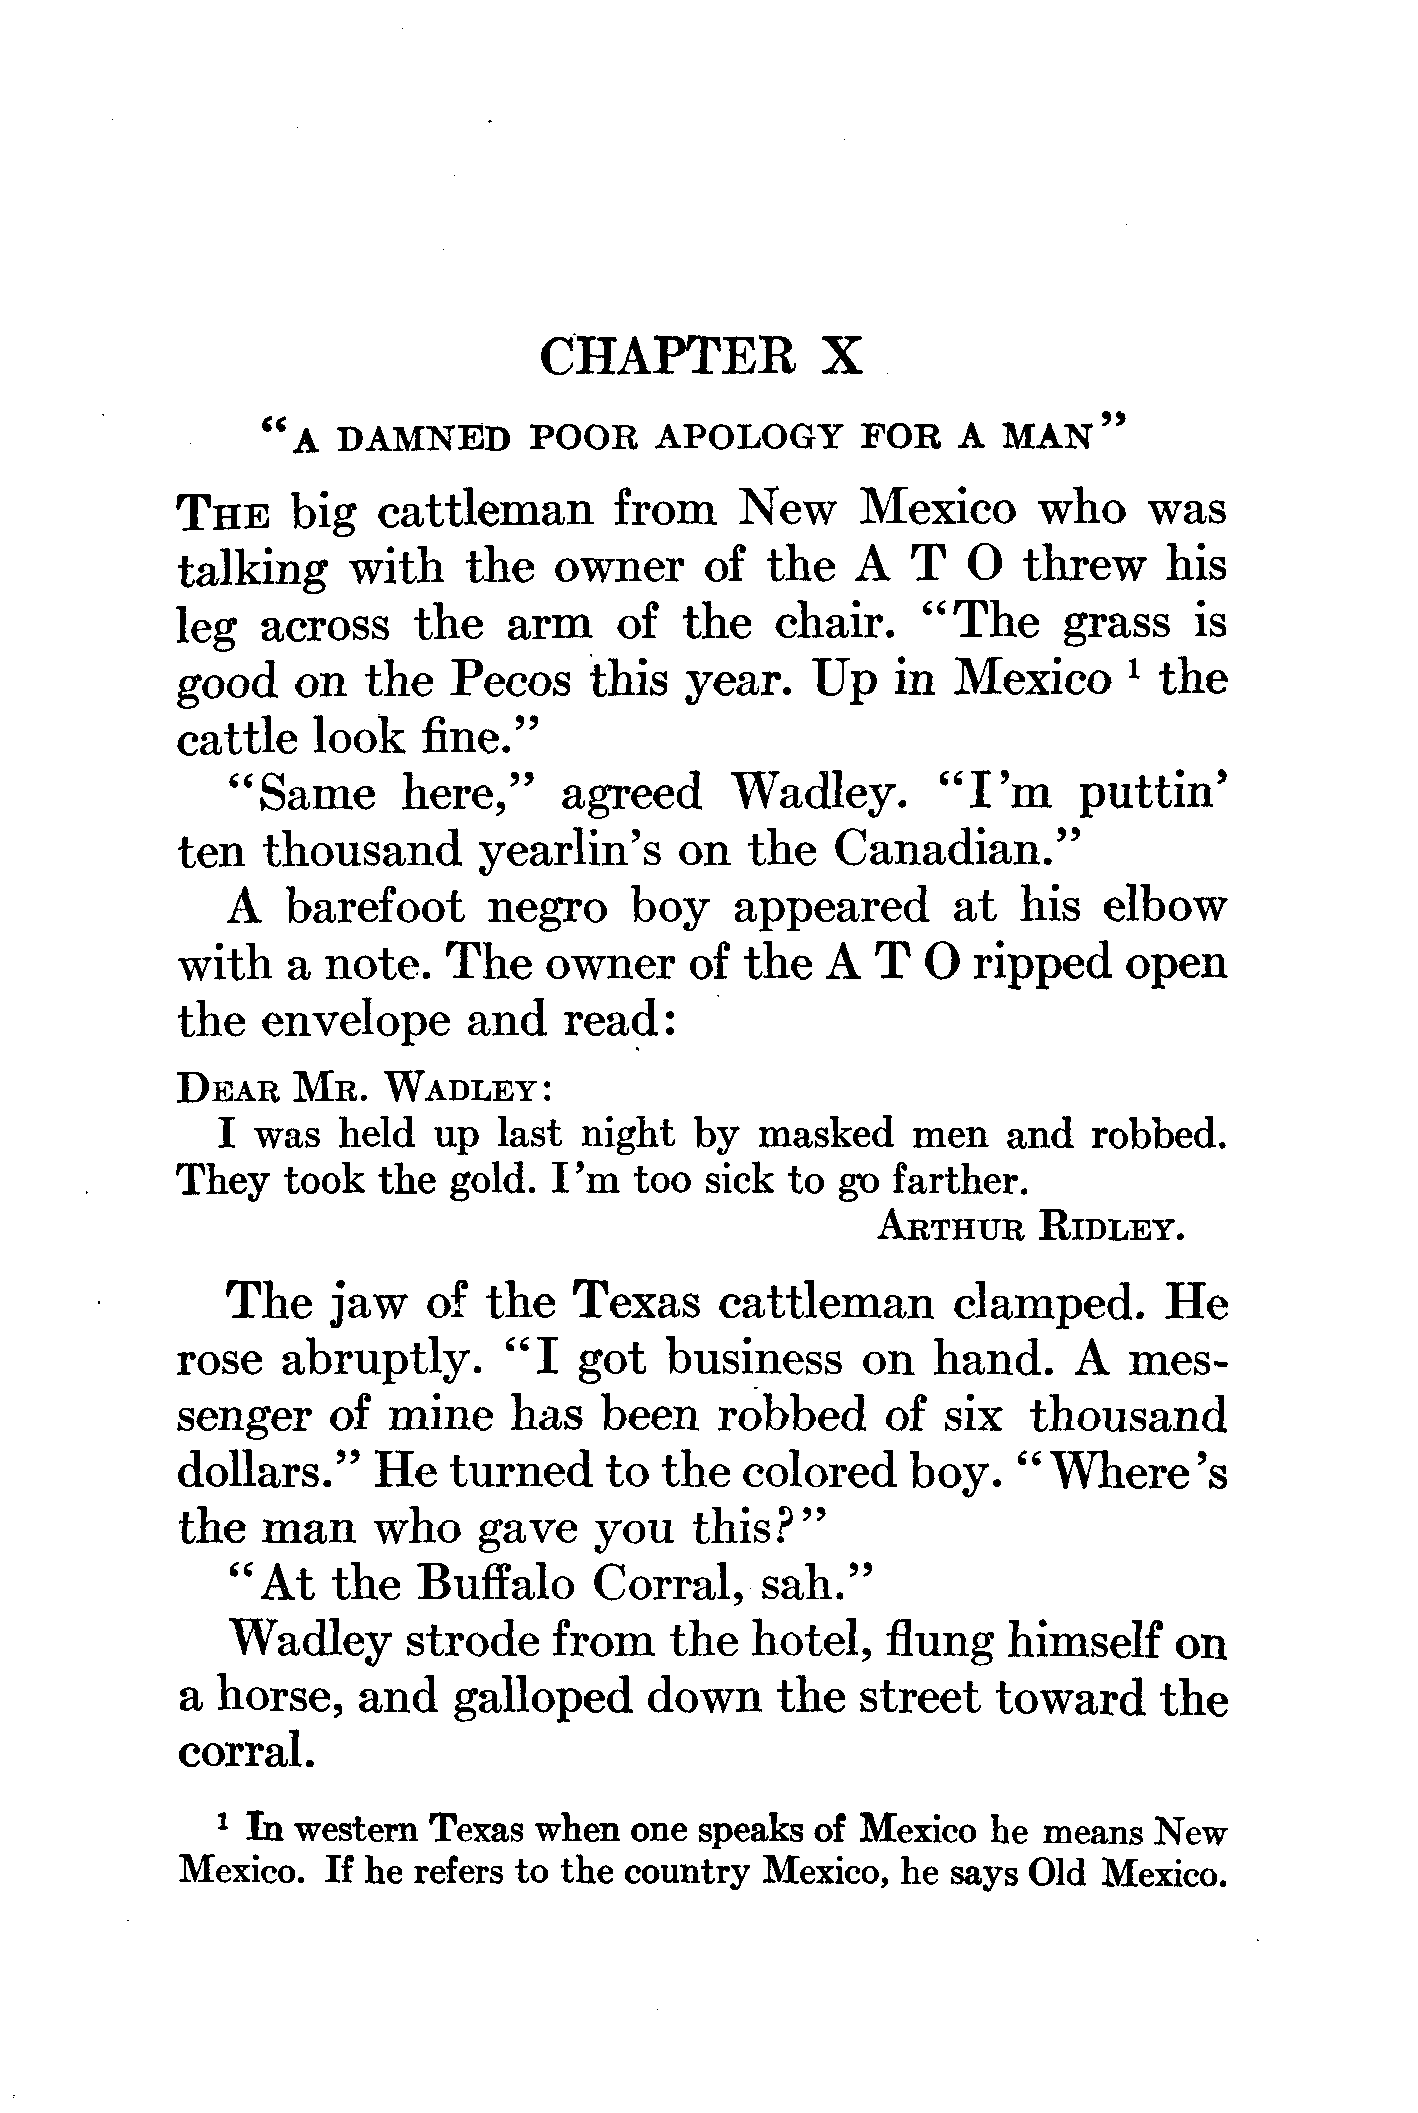 CHAPTER X
“A DAMNED POOR APOLOGY FOR A MAN”
THE big cattleman from New Mexico who was
talking with the owner of the A T O threw his
leg across the arm of the chair. “The grass is
good on the Pecos this year. Up in Mexico ¹ the
cattle look fine.”
“Same here,” agreed Wadley. “I’m puttin’
ten thousand yearlin’s on the Canadian.”
A barefoot negro boy appeared at his elbow
with a note. The owner of the A T O ripped open
the envelope and read:
DEAR MR. WADLEY:
I was held up last night by masked men and robbed.
They took the gold. I’m too sick to go farther.
ARTHUR RIDLEY.
The jaw of the Texas cattleman clamped. He
rose abruptly. “I got business on hand. A mes-
senger of mine has been robbed of six thousand
dollars.” He turned to the colored boy. “Where’s
the man who gave you this?”
“At the Buffalo Corral, sah.”
Wadley strode from the hotel, flung himself on
a horse, and galloped down the street toward the
corral.
¹ In western Texas when one speaks of Mexico he means New
Mexico. If he refers to the country Mexico, he says Old Mexico.